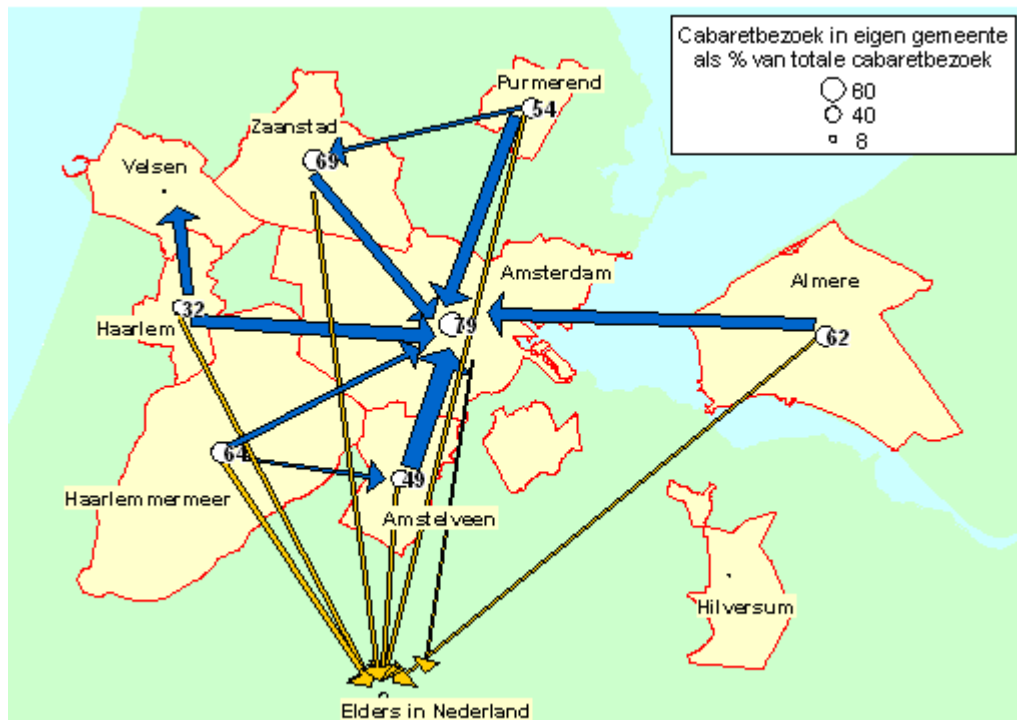 Cabaretbezoek in eigen gemeente
als % van totale cabaretbezoek
60
40
8
Purmerend
54
Zaanstad
69
Velsen
Amsterdam
79
Almere
62
32
Haarlem
64
Haarlemmermeer
49
Amstelveen
Hilversum
Elders in Nederland